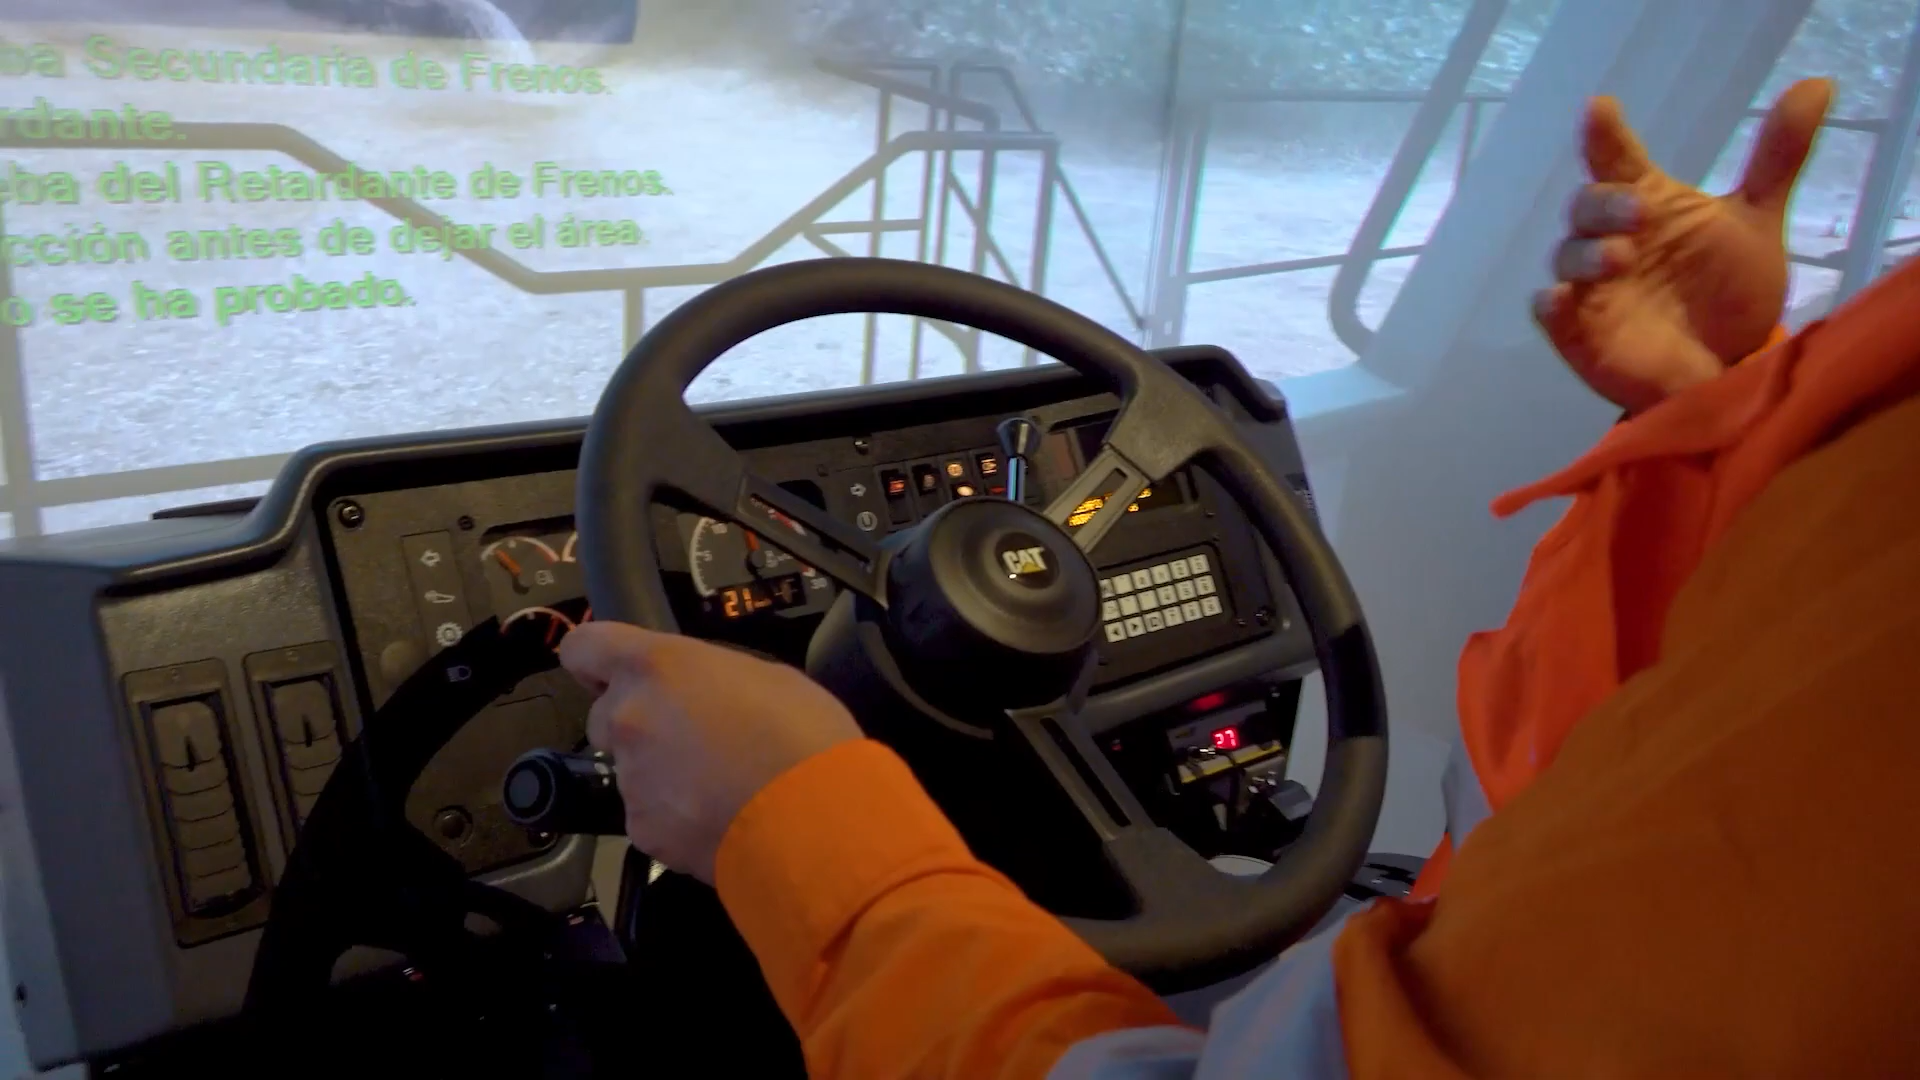 ba Secundaria de Frenos.
rdante.
eba del Retardante de Frenos.
cción antes de dejar el área.
o se ha probado.
CAT
21
27